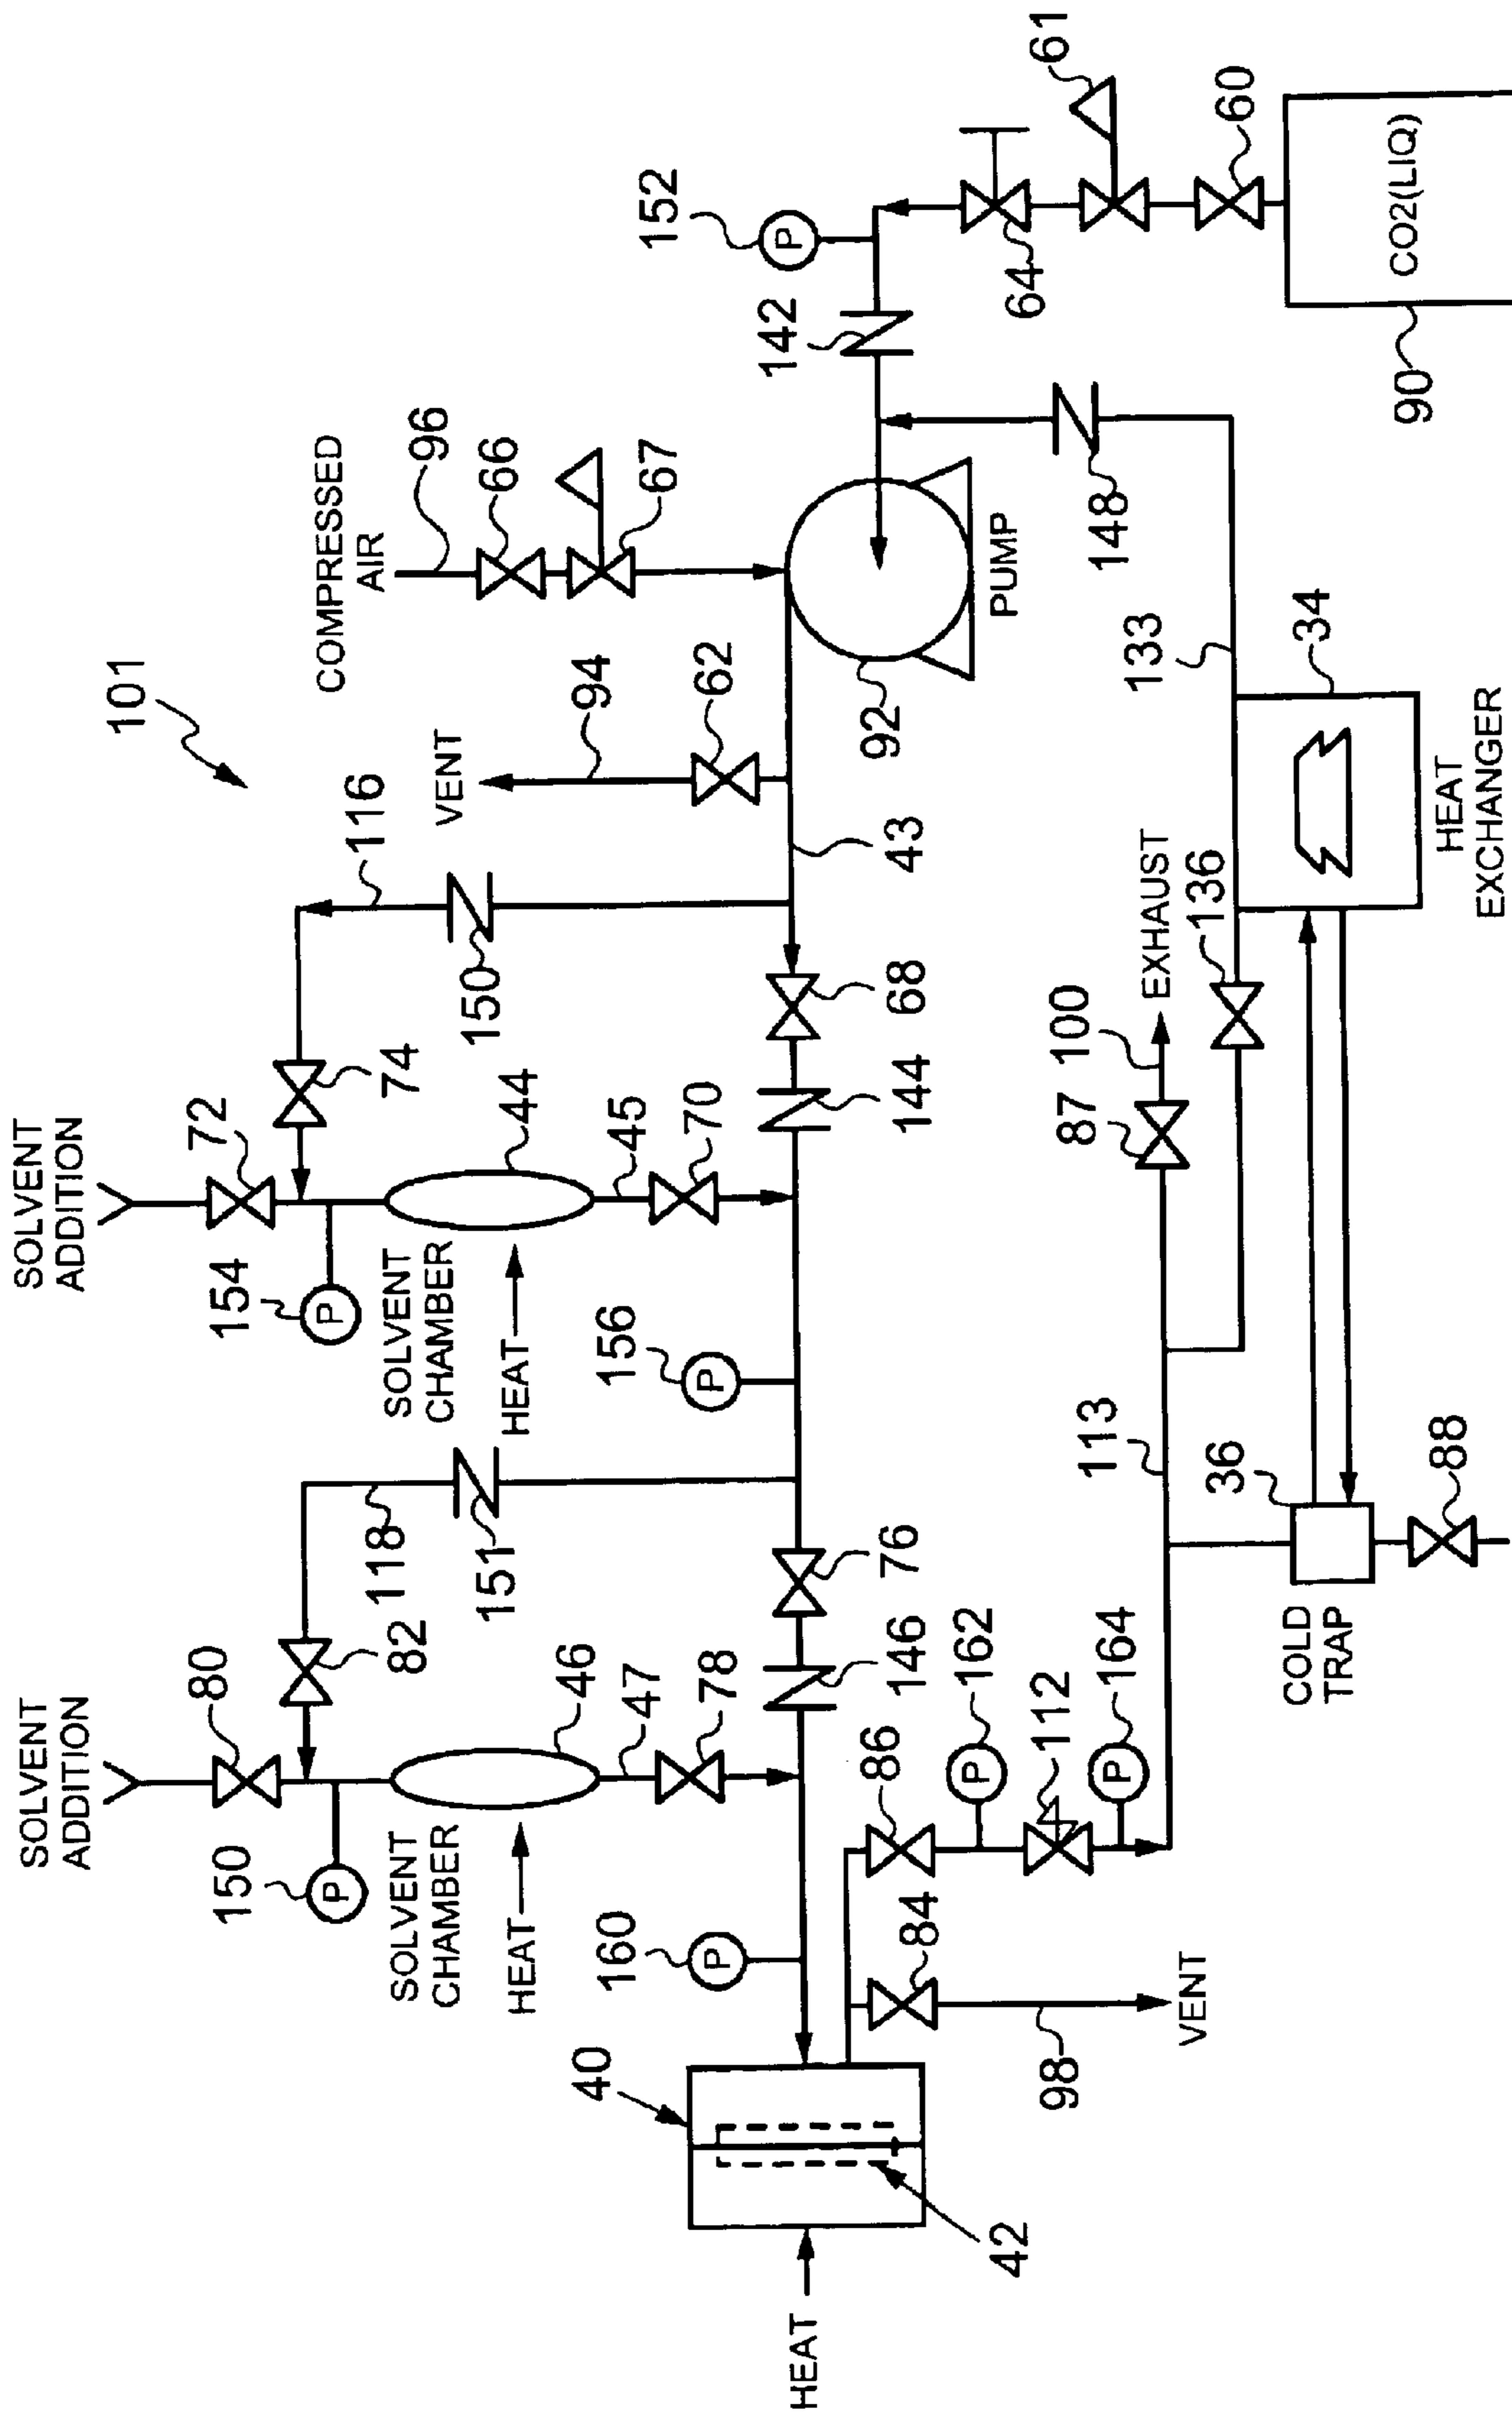 101
SOLVENT
ADDITION
80
150
P
118
82
SOLVENT
CHAMBER
46
HEAT
47
78
151
SOLVENT
ADDITION
72
154
P
116
74
SOLVENT
CHAMBER
44
HEAT
45
70
150
VENT
94
62
COMPRESSED
AIR
96
66
67
160
P
146
76
156
P
144
68
43
92
PUMP
142
152
P
64
61
60
CO2(LIQ)
90
148
133
HEAT
40
42
84
98
VENT
86
162
P
112
164
P
113
87
100
EXHAUST
136
COLD
TRAP
36
88
34
HEAT
EXCHANGER